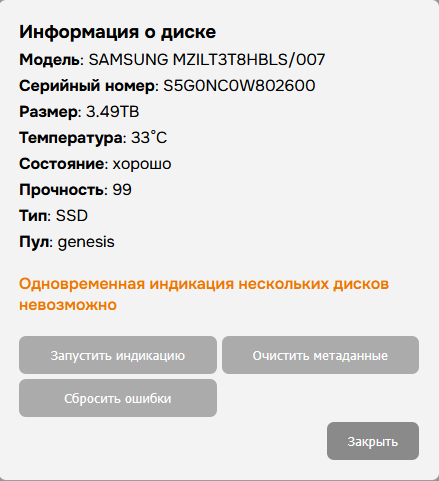 Информация о диске
Модель: SAMSUNG MZILT3T8HBLS/007
Серийный номер: S5G0NC0W802600
Размер: 3.49TB
Температура: 33°C
Состояние: хорошо
Прочность: 99
Тип: SSD
Пул: genesis
Одновременная индикация нескольких дисков
невозможно
Запустить индикацию
Очистить метаданные
Сбросить ошибки
Закрыть